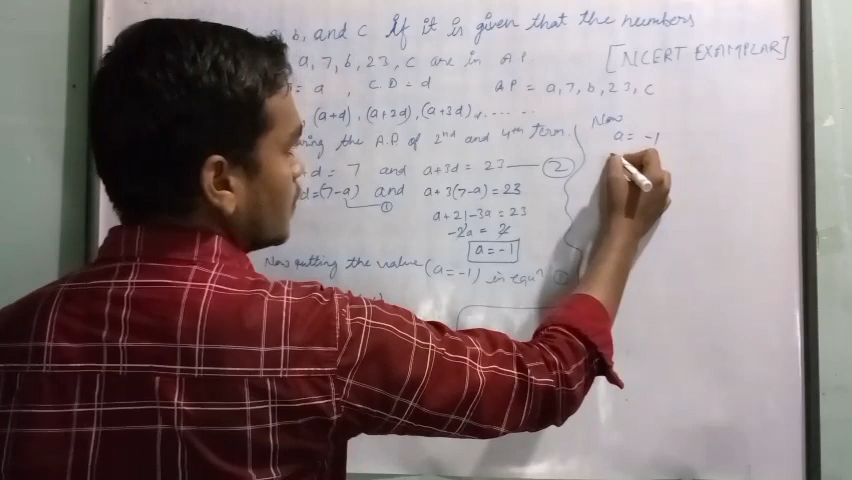 b, and c If it is given that the numbers
a, 7, b, 23, c are in A P.
[NCERT EXAMPLAR]
= a, C.D = d
A P = a, 7, b, 23, c
(a+d), (a+2d), (a+3d), ......
the A.P. of 2nd and 4th term.
d = 7 and a+3d = 23 — ②
d = (7-a) and a+3(7-a) = 23
①
a+21-3a = 23
-2a = 2
a = -1
Now putting the value (a=-1) in equn ①
Now
a = -1